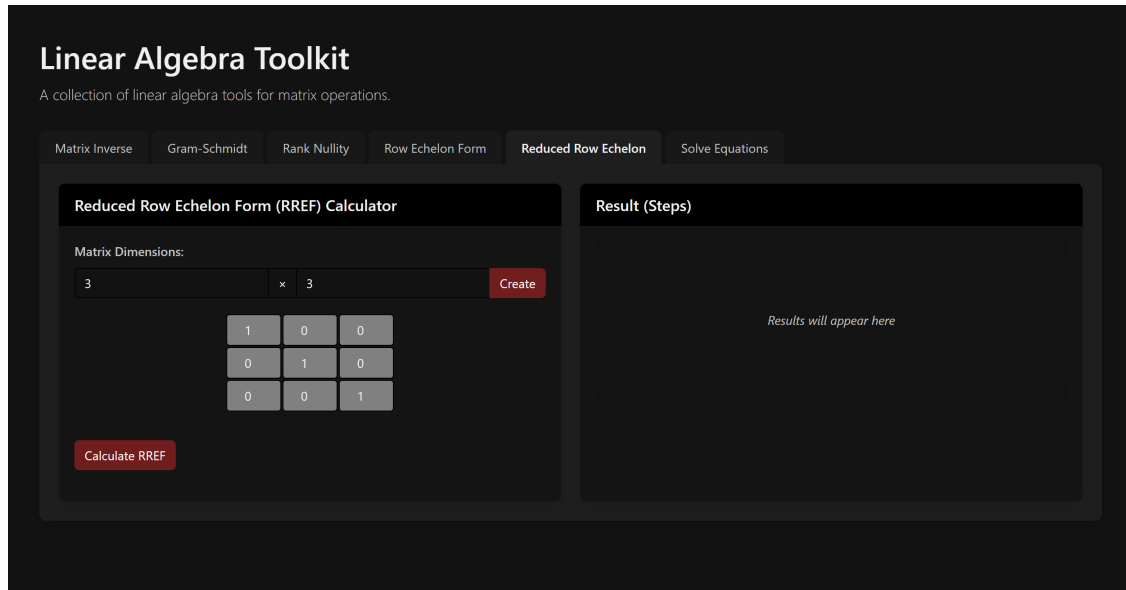 Linear Algebra Toolkit
A collection of linear algebra tools for matrix operations.
Matrix Inverse Gram-Schmidt Rank Nullity Row Echelon Form Reduced Row Echelon Solve Equations
Reduced Row Echelon Form (RREF) Calculator
Matrix Dimensions:
3 × 3 Create
1 0 0
0 1 0
0 0 1
Calculate RREF
Result (Steps)
Results will appear here